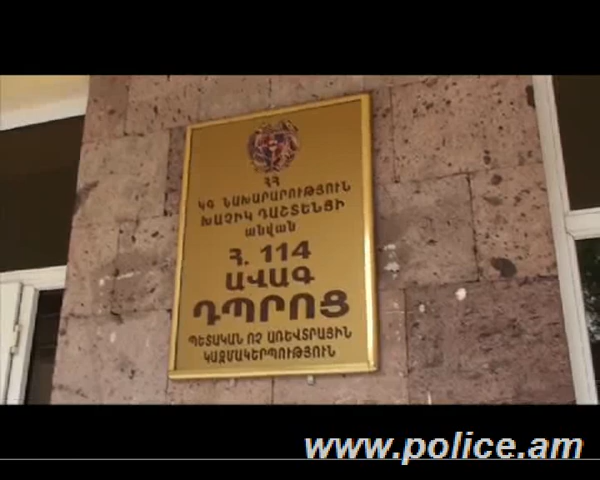 ՀՀ
ԿԳ ՆԱԽԱՐԱՐՈՒԹՅՈՒՆ
ԽԱՉԻԿ ԴԱՇՏԵՆՑԻ
անվան
Հ. 114
ԱՎԱԳ
ԴՊՐՈՑ
ՊԵՏԱԿԱՆ ՈՉ ԱՌԵՎՏՐԱՅԻՆ
ԿԱԶՄԱԿԵՐՊՈՒԹՅՈՒՆ
www.police.am